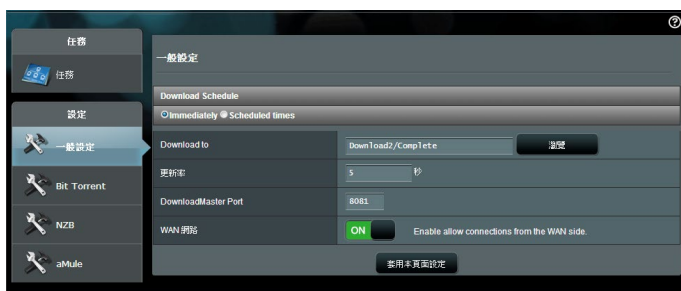 任務
任務
設定
一般設定
Bit Torrent
NZB
aMule
一般設定
Download Schedule
Immediately Scheduled times
Download to Download2/Complete 瀏覽
更新率 5 秒
DownloadMaster Port 8081
WAN 網路 ON Enable allow connections from the WAN side.
套用本頁面設定